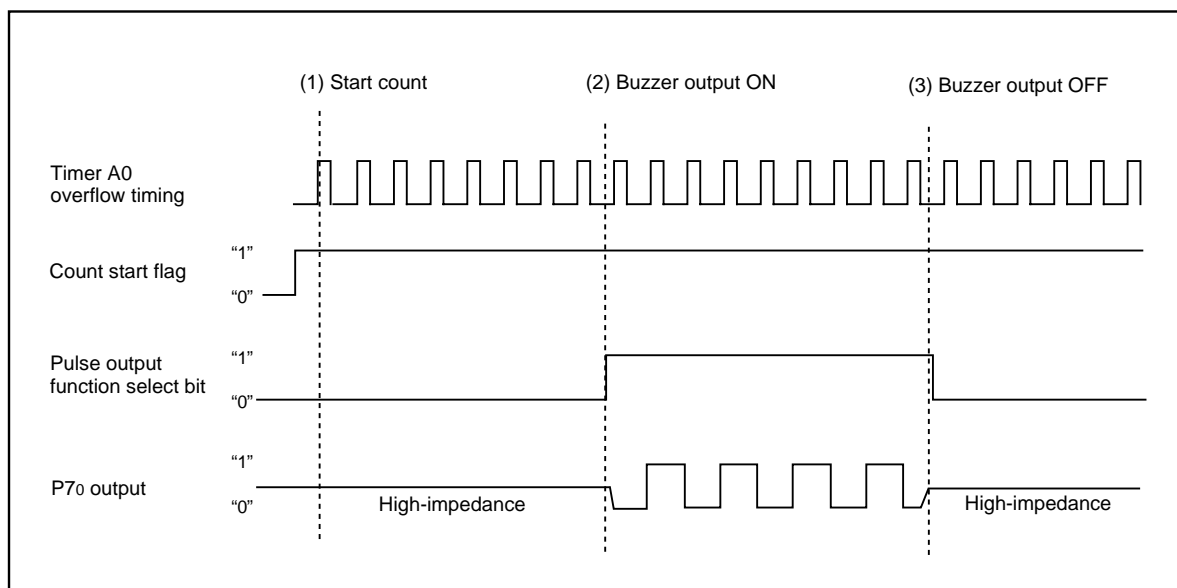 (1) Start count
(2) Buzzer output ON
(3) Buzzer output OFF
Timer A0
overflow timing
“1”
Count start flag
“0”
“1”
Pulse output
function select bit
“0”
“1”
P70 output
“0”
High-impedance
High-impedance